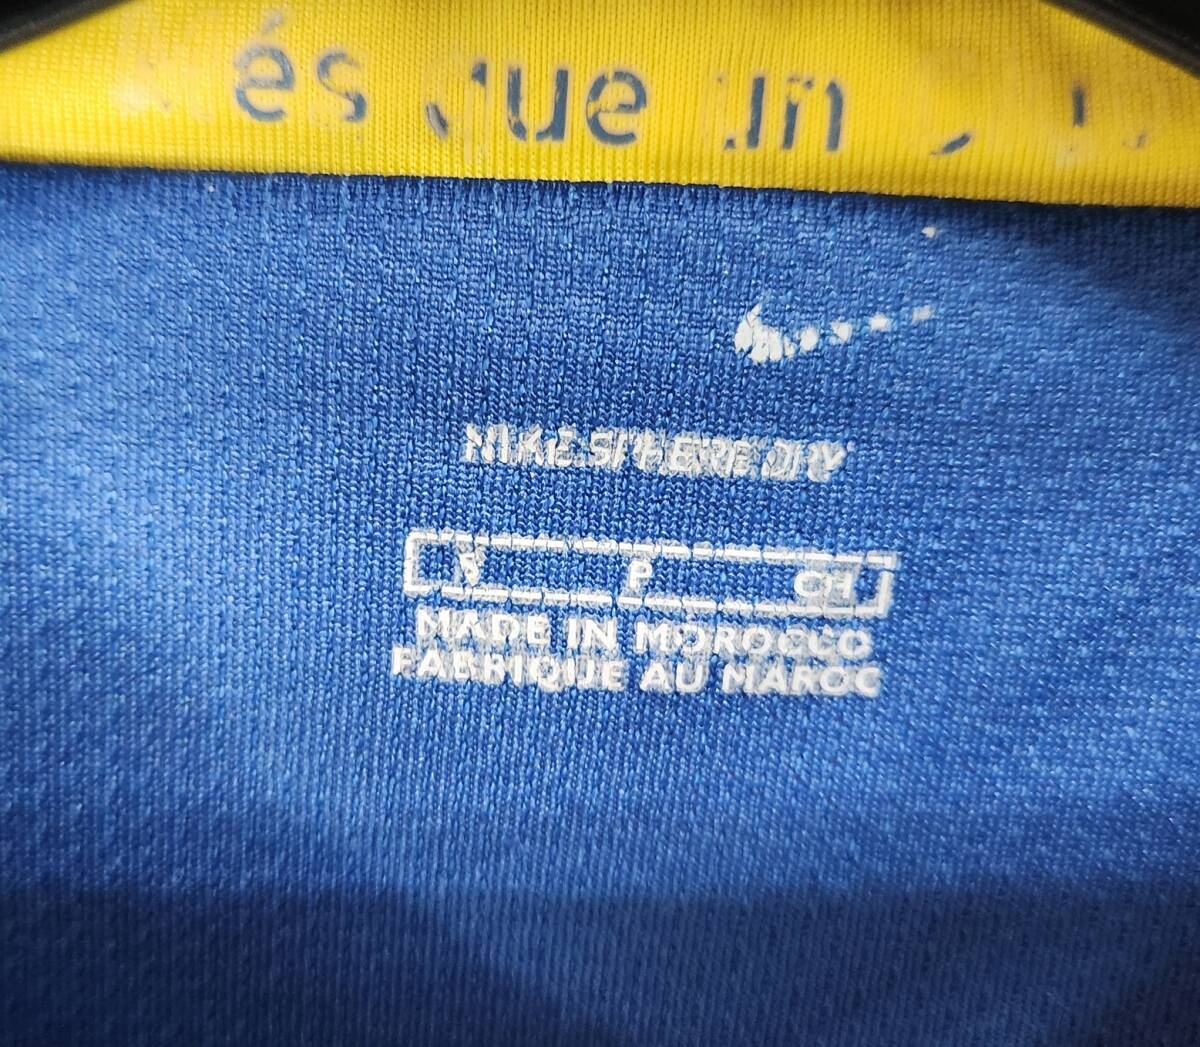 és que un
NIKE SPHERE DRY
S P CH
MADE IN MOROCCO
FABRIQUE AU MAROC